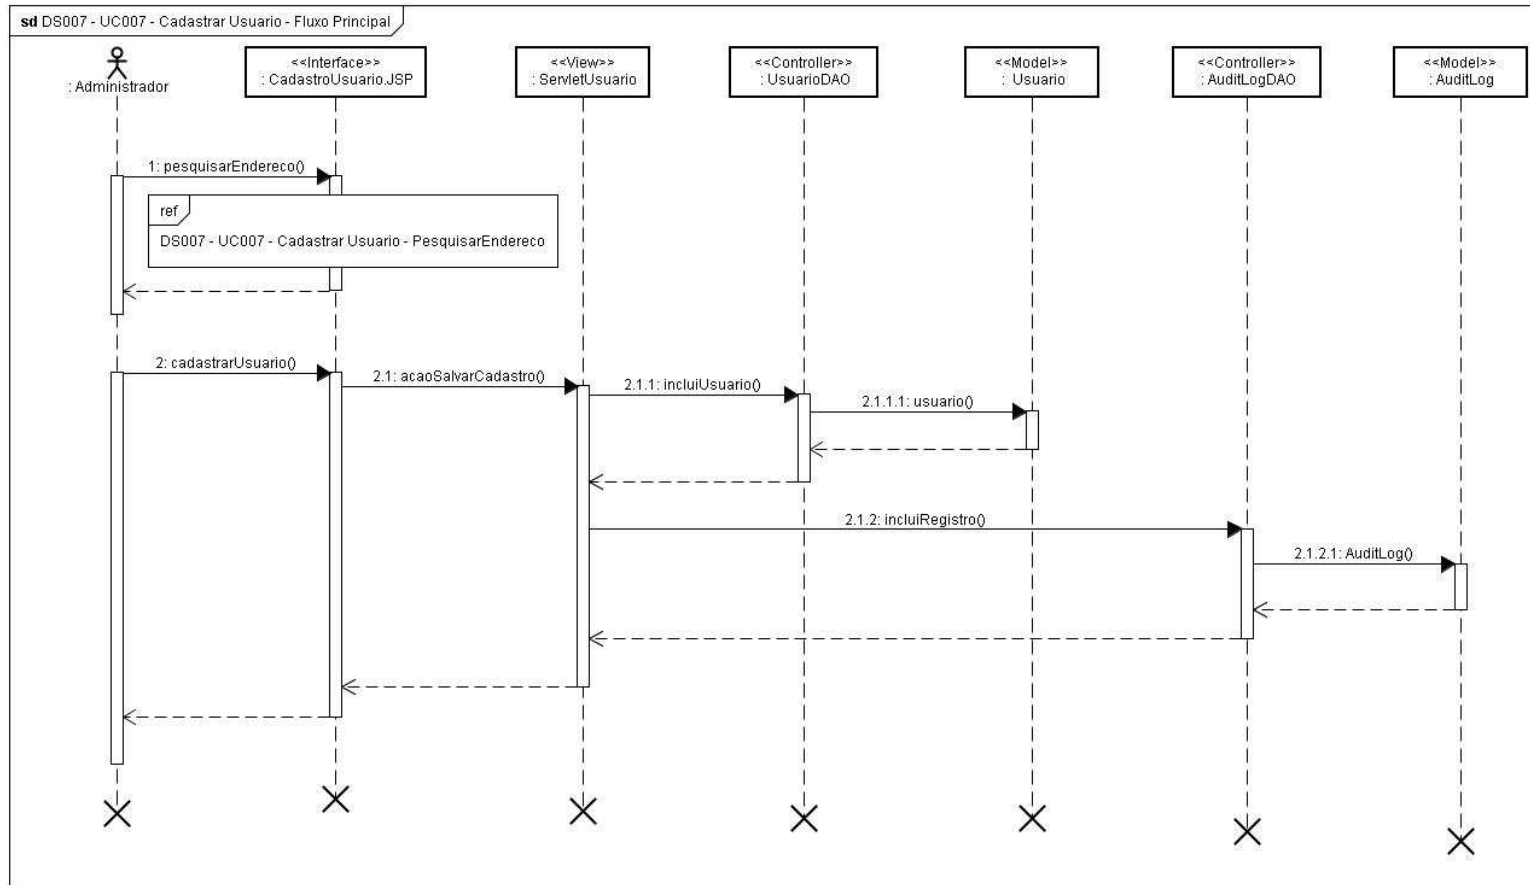 sd DS007 - UC007 - Cadastrar Usuario - Fluxo Principal
: Administrador
<<Interface>>
: CadastroUsuario.JSP
<<View>>
: ServletUsuario
<<Controller>>
: UsuarioDAO
<<Model>>
: Usuario
<<Controller>>
: AuditLogDAO
<<Model>>
: AuditLog
1: pesquisarEndereco()
ref
DS007 - UC007 - Cadastrar Usuario - PesquisarEndereco
2: cadastrarUsuario()
2.1: acaoSalvarCadastro()
2.1.1: incluiUsuario()
2.1.1.1: usuario()
2.1.2: incluiRegistro()
2.1.2.1: AuditLog()